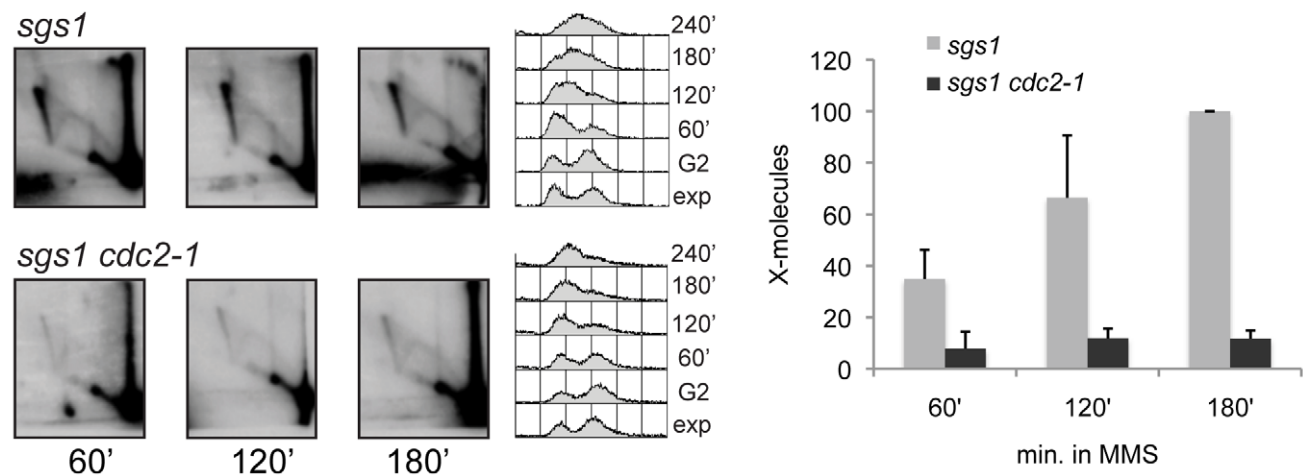 sgs1
240’
180’
120’
60’
G2
exp
sgs1 cdc2-1
240’
180’
120’
60’
G2
exp
60’
120’
180’
sgs1
sgs1 cdc2-1
X-molecules
120
100
80
60
40
20
0
60'
120'
180'
min. in MMS